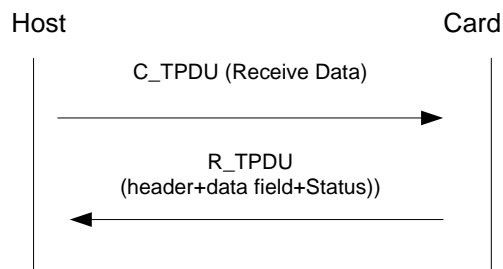 Host
Card
C_TPDU (Receive Data)
R_TPDU
(header+data field+Status))